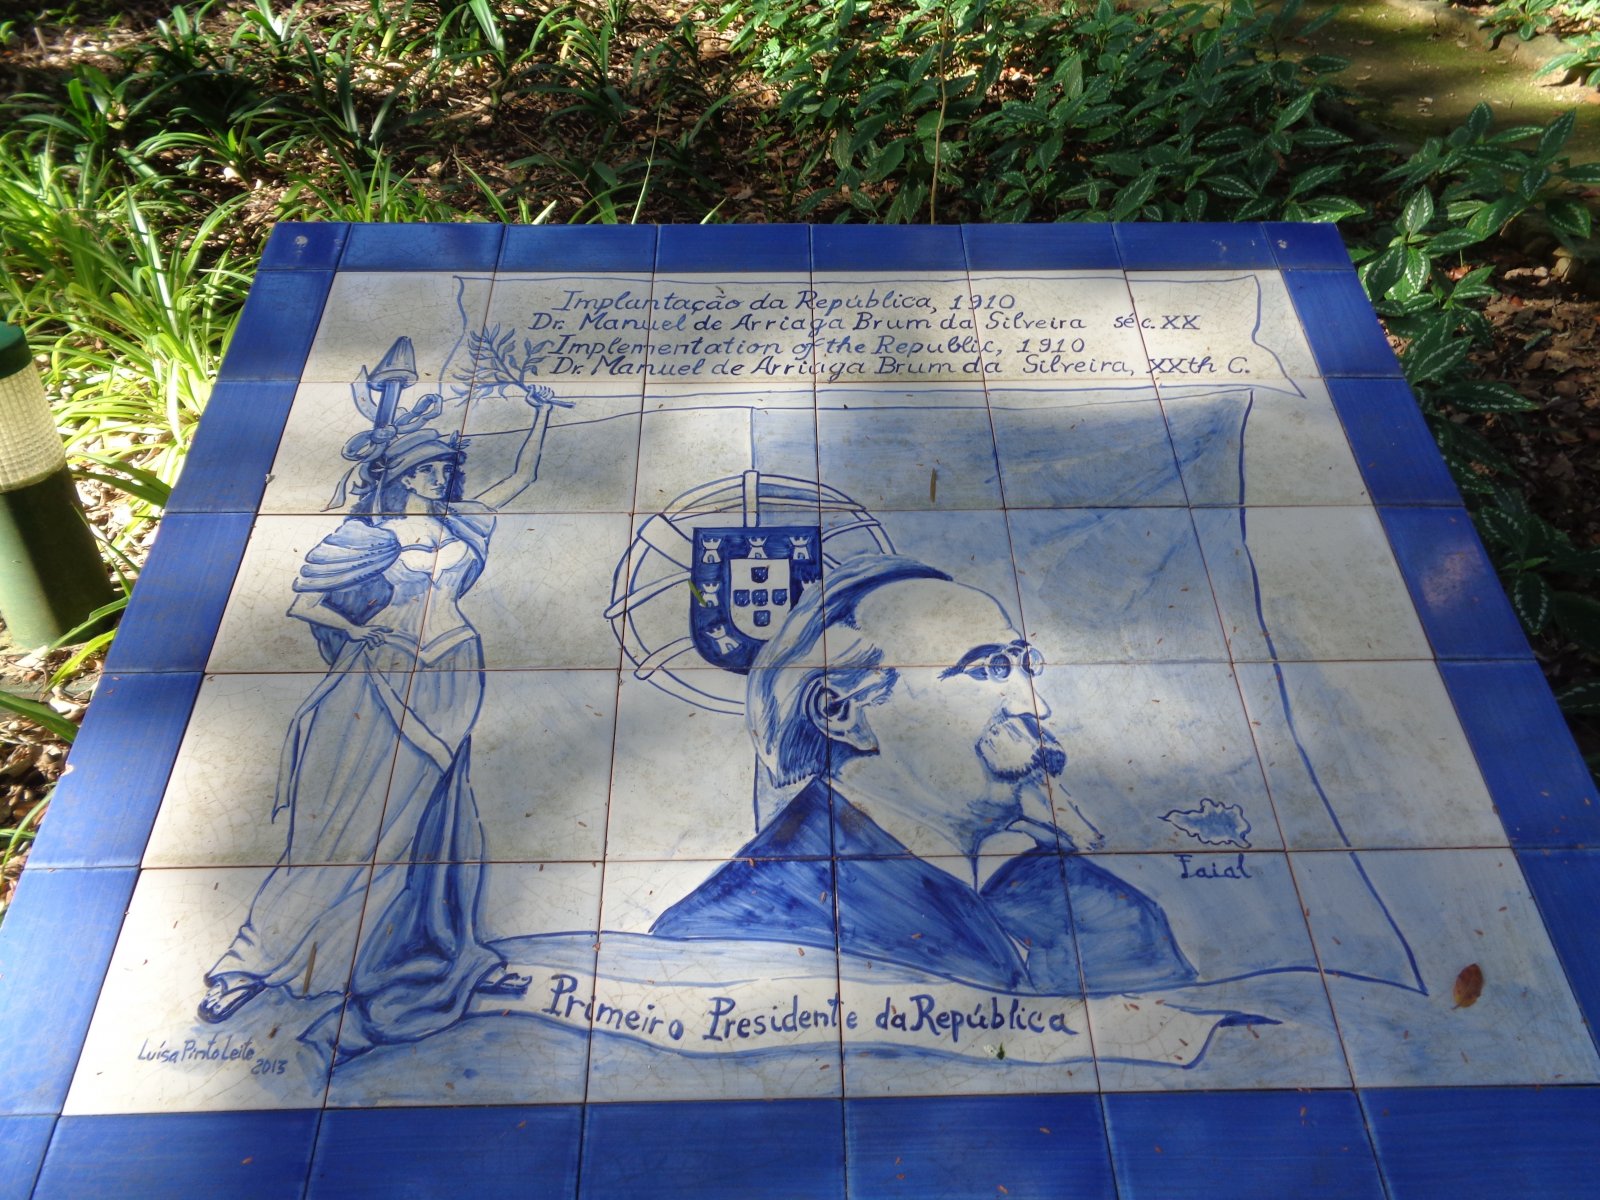 Implantação da República, 1910
Dr. Manuel de Arriaga Brum da Silveira séc. XX
Implementation of the Republic, 1910
Dr. Manuel de Arriaga Brum da Silveira, XXth C.
Faial
Primeiro Presidente da República
Luísa Pinto Leite
2013